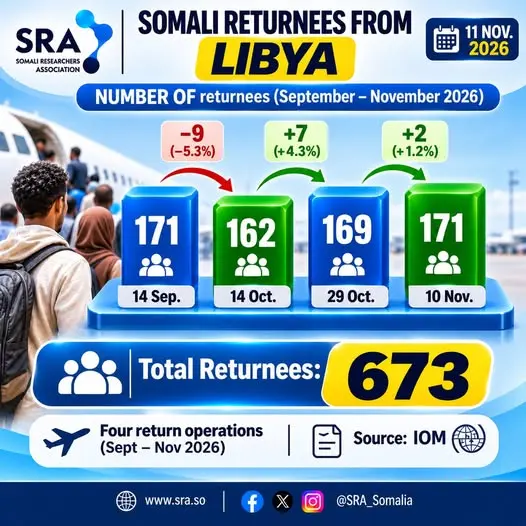 SRA
SOMALI RESEARCHERS
ASSOCIATION
SOMALI RETURNEES FROM
LIBYA
11 NOV.
2026
NUMBER OF returnees (September – November 2026)
−9
(−5.3%)
+7
(+4.3%)
+2
(+1.2%)
171
162
169
171
14 Sep.
14 Oct.
29 Oct.
10 Nov.
Total Returnees:
673
Four return operations
(Sept – Nov 2026)
Source: IOM
www.sra.so
@SRA_Somalia